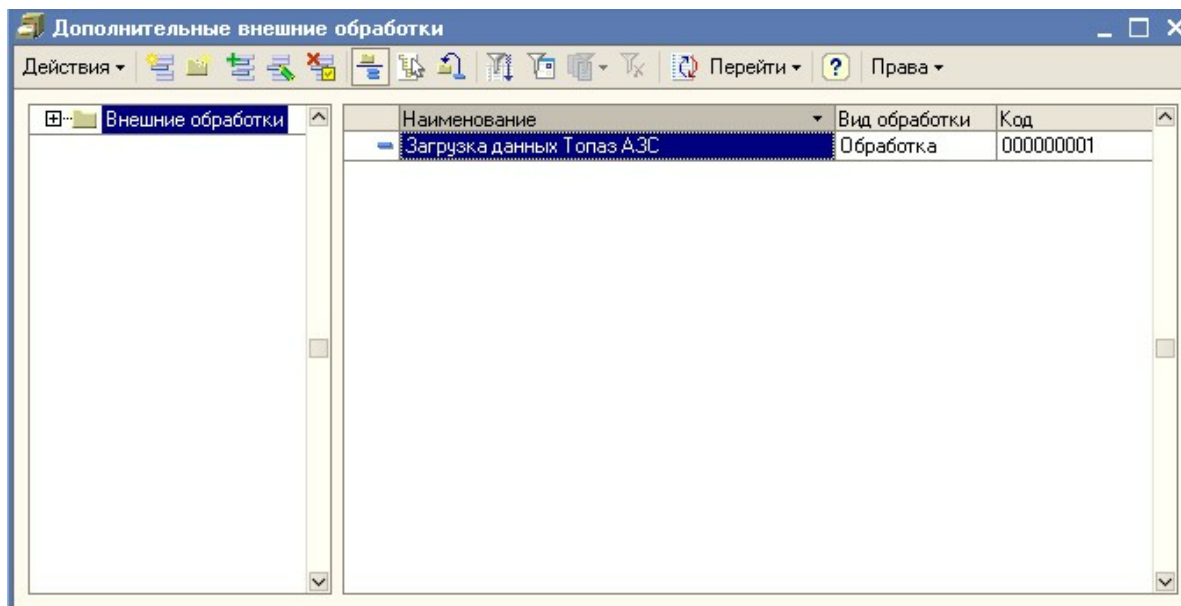 Дополнительные внешние обработки
Действия Перейти ? Права
Внешние обработки
Наименование Вид обработки Код
Загрузка данных Топаз АЗС Обработка 000000001